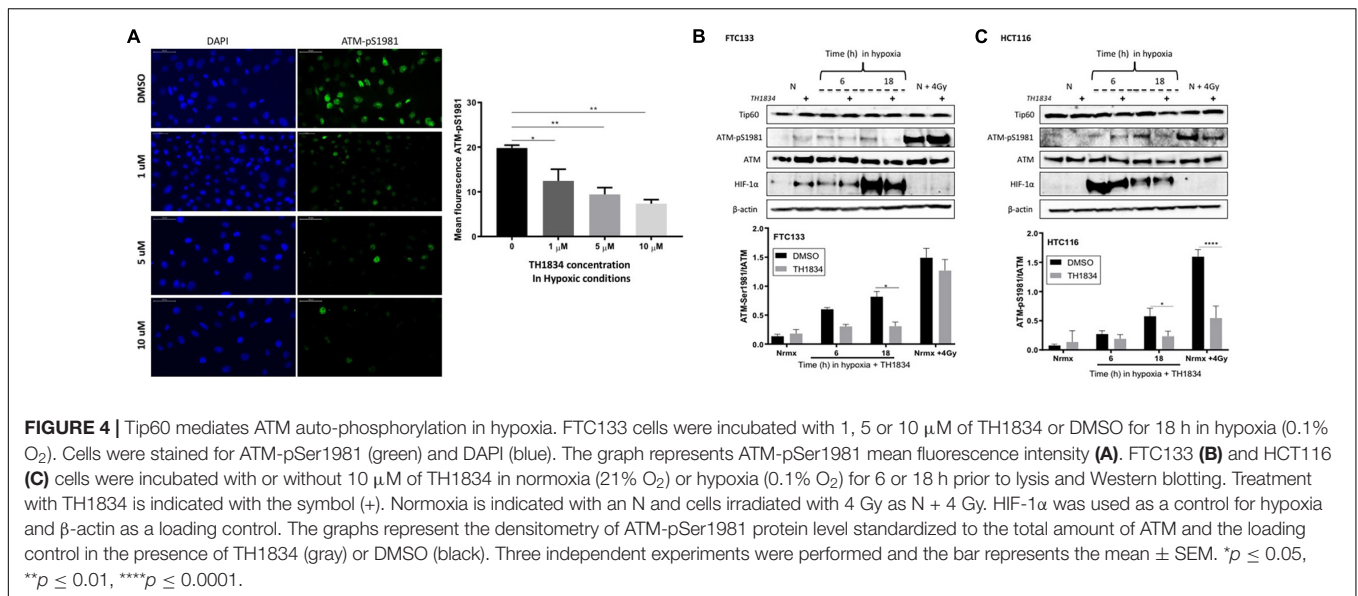 A
DAPI
ATM-pS1981
DMSO
1 uM
5 uM
10 uM
Mean flourescence ATM-pS1981
30
20
10
0
**
**
*
0
1 µM
5 µM
10 µM
TH1834 concentration
In Hypoxic conditions
B
FTC133
Time (h) in hypoxia
N
6
18
N + 4Gy
TH1834
+
+
+
+
Tip60
ATM-pS1981
ATM
HIF-1α
β-actin
FTC133
DMSO
TH1834
ATM-Ser1981/tATM
2.0
1.5
1.0
0.5
0.0
*
Nrmx
6
18
Nrmx +4Gy
Time (h) in hypoxia + TH1834
C
HCT116
Time (h) in hypoxia
N
6
18
N + 4Gy
TH1834
+
+
+
+
Tip60
ATM-pS1981
ATM
HIF-1α
β-actin
HTC116
DMSO
TH1834
ATM-pS1981/tATM
2.0
1.5
1.0
0.5
0.0
*
****
Nrmx
6
18
Nrmx +4Gy
Time (h) in hypoxia + TH1834
FIGURE 4 | Tip60 mediates ATM auto-phosphorylation in hypoxia. FTC133 cells were incubated with 1, 5 or 10 µM of TH1834 or DMSO for 18 h in hypoxia (0.1%
O₂). Cells were stained for ATM-pSer1981 (green) and DAPI (blue). The graph represents ATM-pSer1981 mean fluorescence intensity (A). FTC133 (B) and HCT116
(C) cells were incubated with or without 10 µM of TH1834 in normoxia (21% O₂) or hypoxia (0.1% O₂) for 6 or 18 h prior to lysis and Western blotting. Treatment
with TH1834 is indicated with the symbol (+). Normoxia is indicated with an N and cells irradiated with 4 Gy as N + 4 Gy. HIF-1α was used as a control for hypoxia
and β-actin as a loading control. The graphs represent the densitometry of ATM-pSer1981 protein level standardized to the total amount of ATM and the loading
control in the presence of TH1834 (gray) or DMSO (black). Three independent experiments were performed and the bar represents the mean ± SEM. *p ≤ 0.05,
**p ≤ 0.01, ****p ≤ 0.0001.